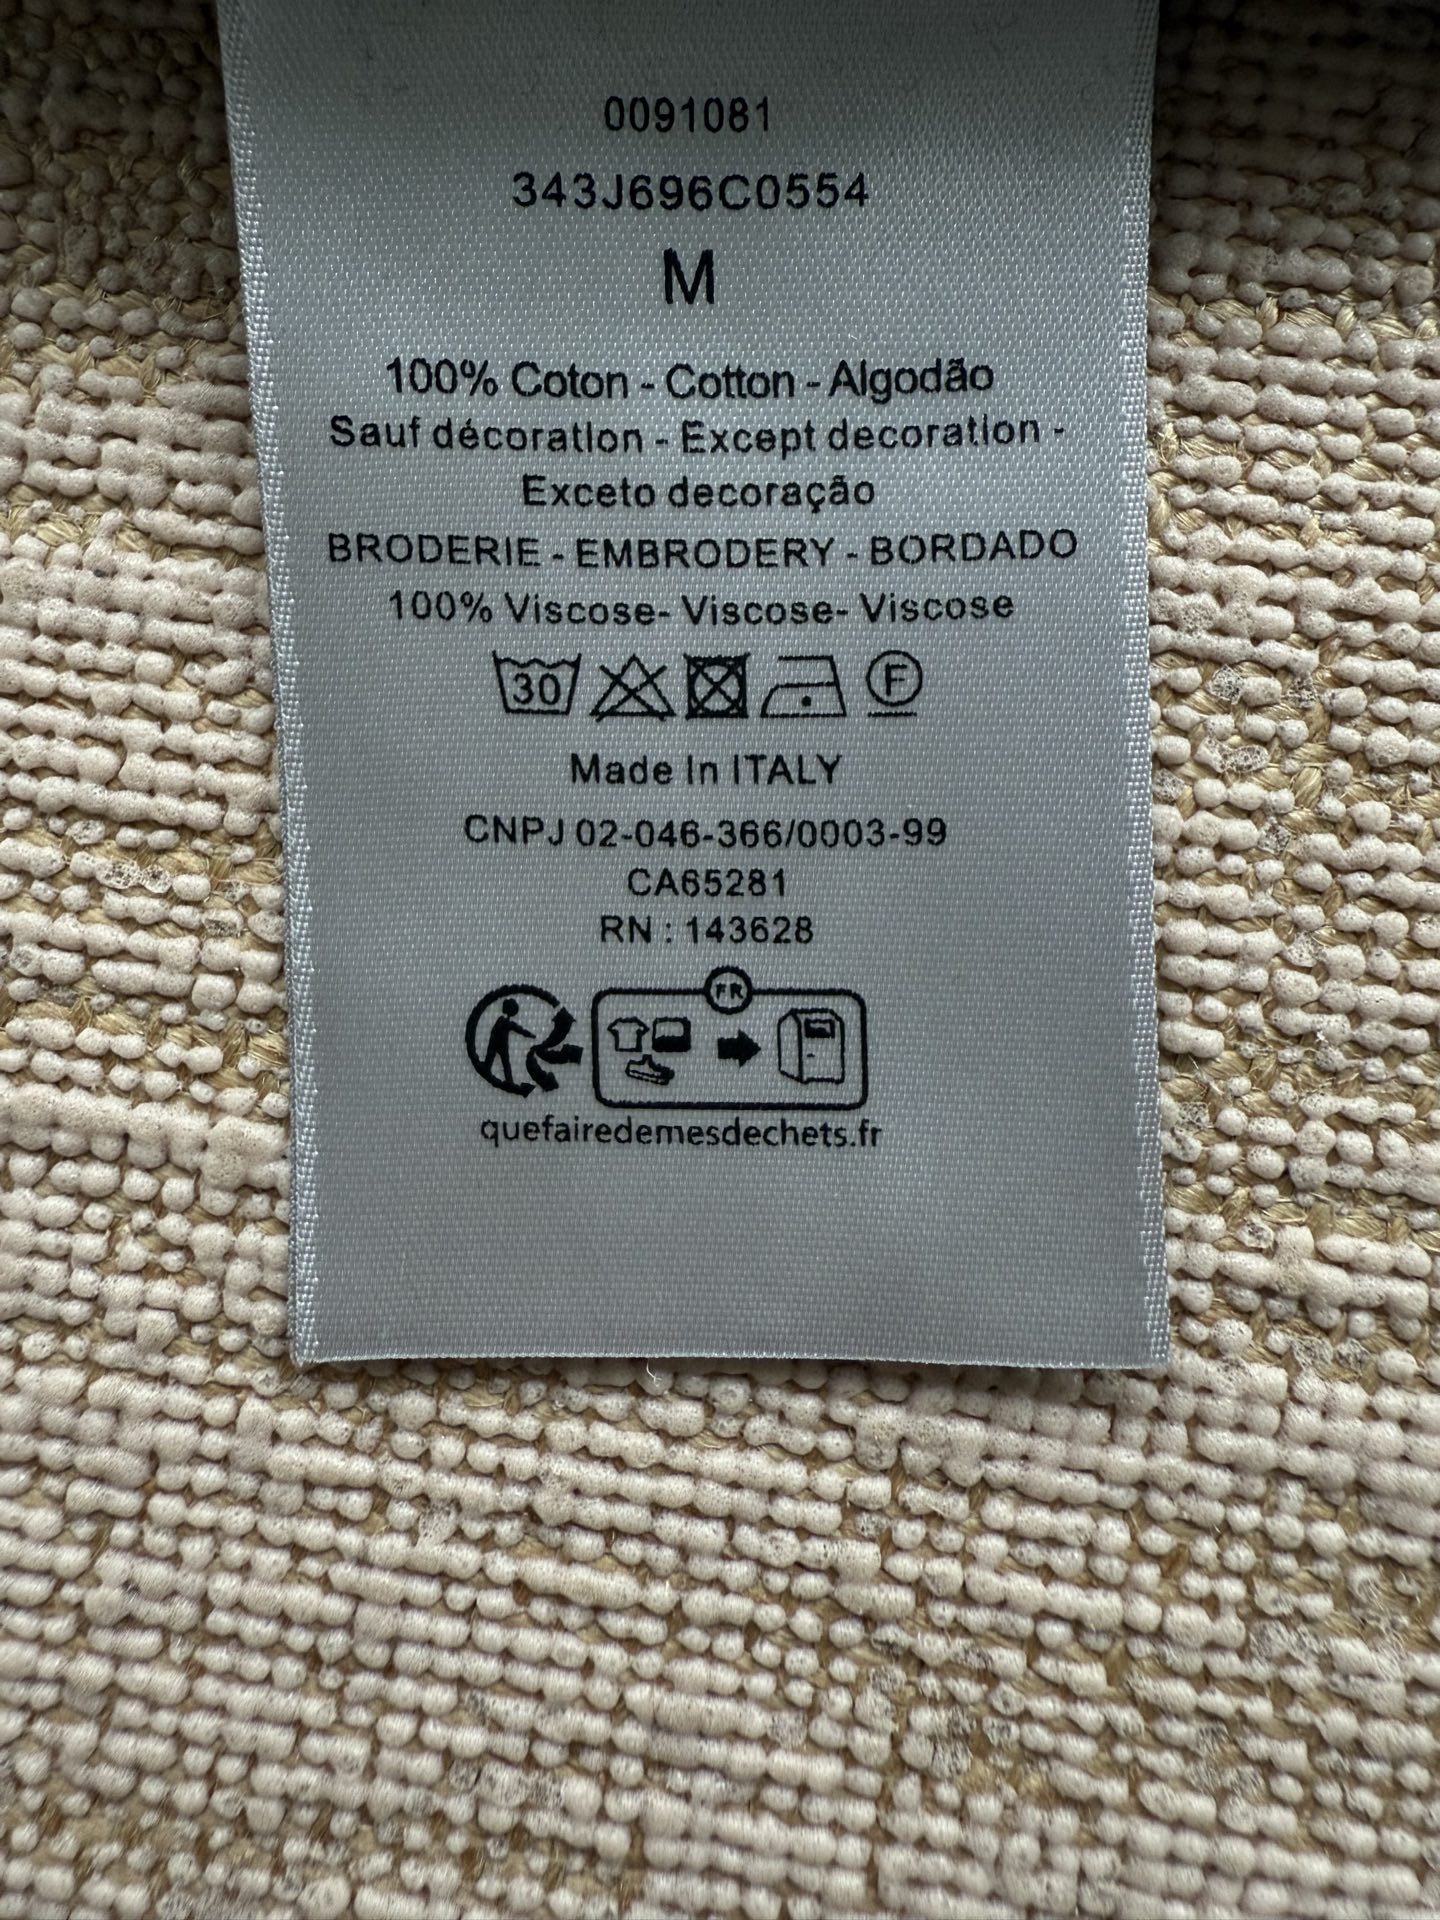 0091081
343J696C0554
M
100% Coton - Cotton - Algodão
Sauf décoration - Except decoration -
Exceto decoração
BRODERIE - EMBRODERY - BORDADO
100% Viscose- Viscose- Viscose
30 F
Made In ITALY
CNPJ 02-046-366/0003-99
CA65281
RN : 143628
FR
quefairedemesdechets.fr